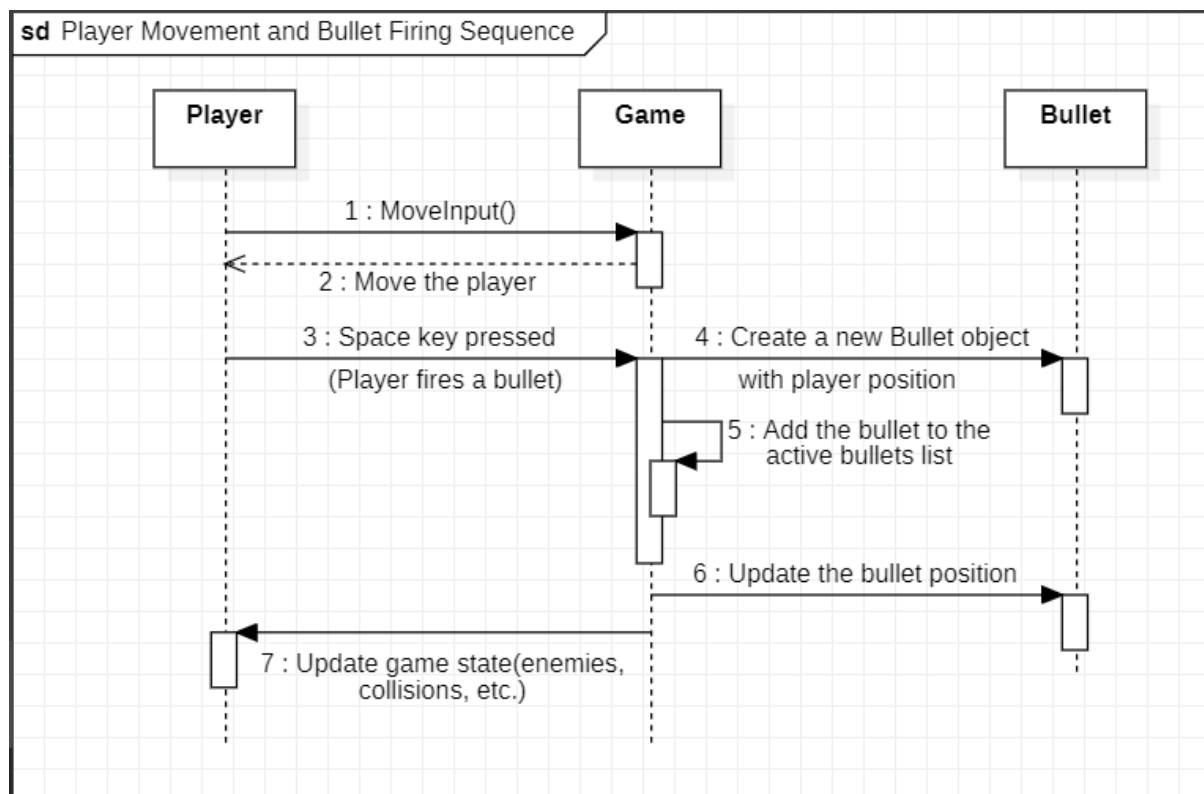 sd Player Movement and Bullet Firing Sequence
Player
Game
Bullet
1 : MoveInput()
2 : Move the player
3 : Space key pressed
(Player fires a bullet)
4 : Create a new Bullet object
with player position
5 : Add the bullet to the
active bullets list
6 : Update the bullet position
7 : Update game state(enemies,
collisions, etc.)